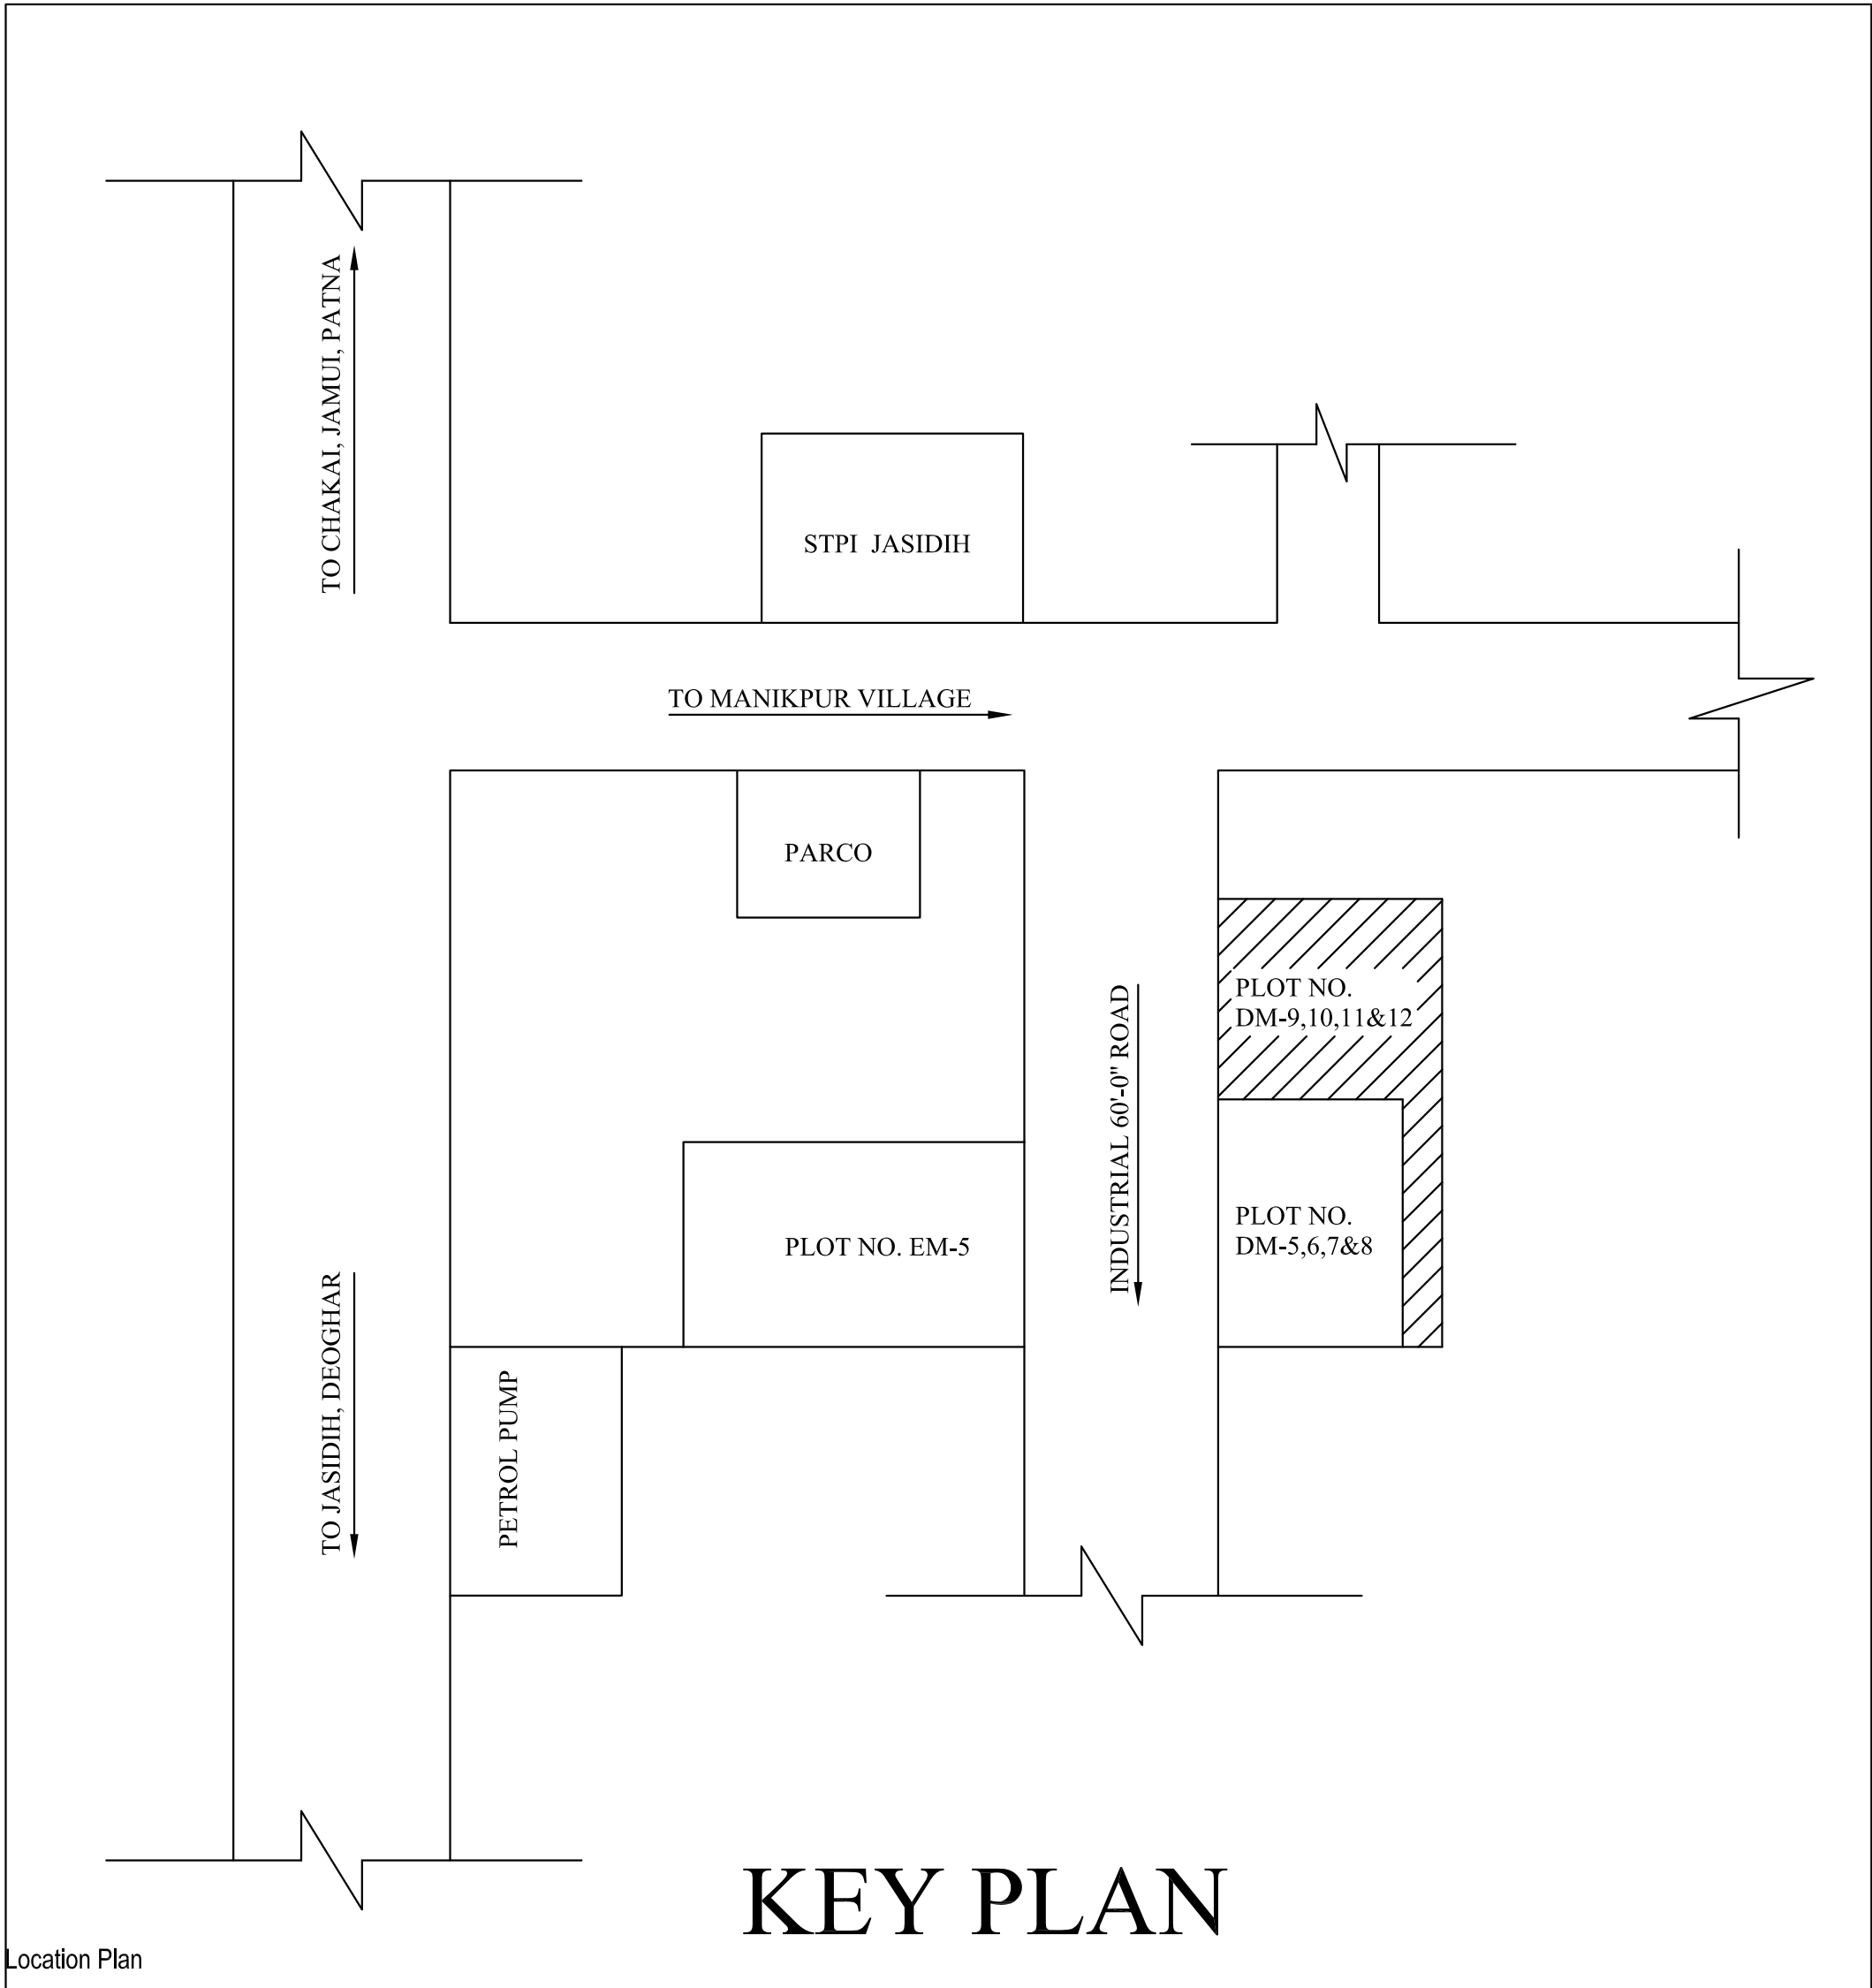 TO CHAKAI, JAMUI, PATNA
STPI JASIDIH
TO MANIKPUR VILLAGE
PARCO
PLOT NO.
DM-9,10,11&12
INDUSTRIAL 60'-0" ROAD
PLOT NO. EM-5
PLOT NO.
DM-5,6,7&8
TO JASIDIH, DEOGHAR
PETROL PUMP
KEY PLAN
Location Plan